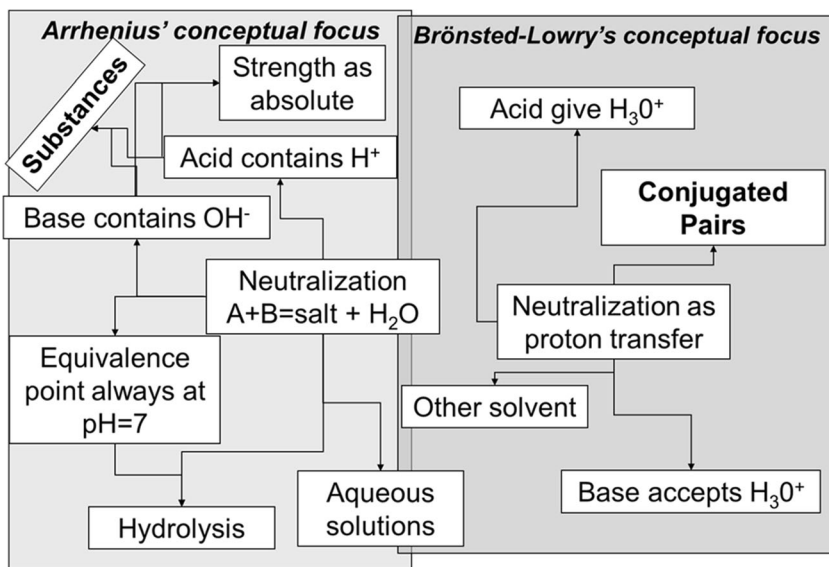 Arrhenius' conceptual focus
Brönsted-Lowry's conceptual focus
Substances
Strength as
absolute
Acid contains H⁺
Base contains OH⁻
Neutralization
A+B=salt + H₂O
Equivalence
point always at
pH=7
Hydrolysis
Aqueous
solutions
Acid give H₃0⁺
Conjugated
Pairs
Neutralization as
proton transfer
Other solvent
Base accepts H₃0⁺